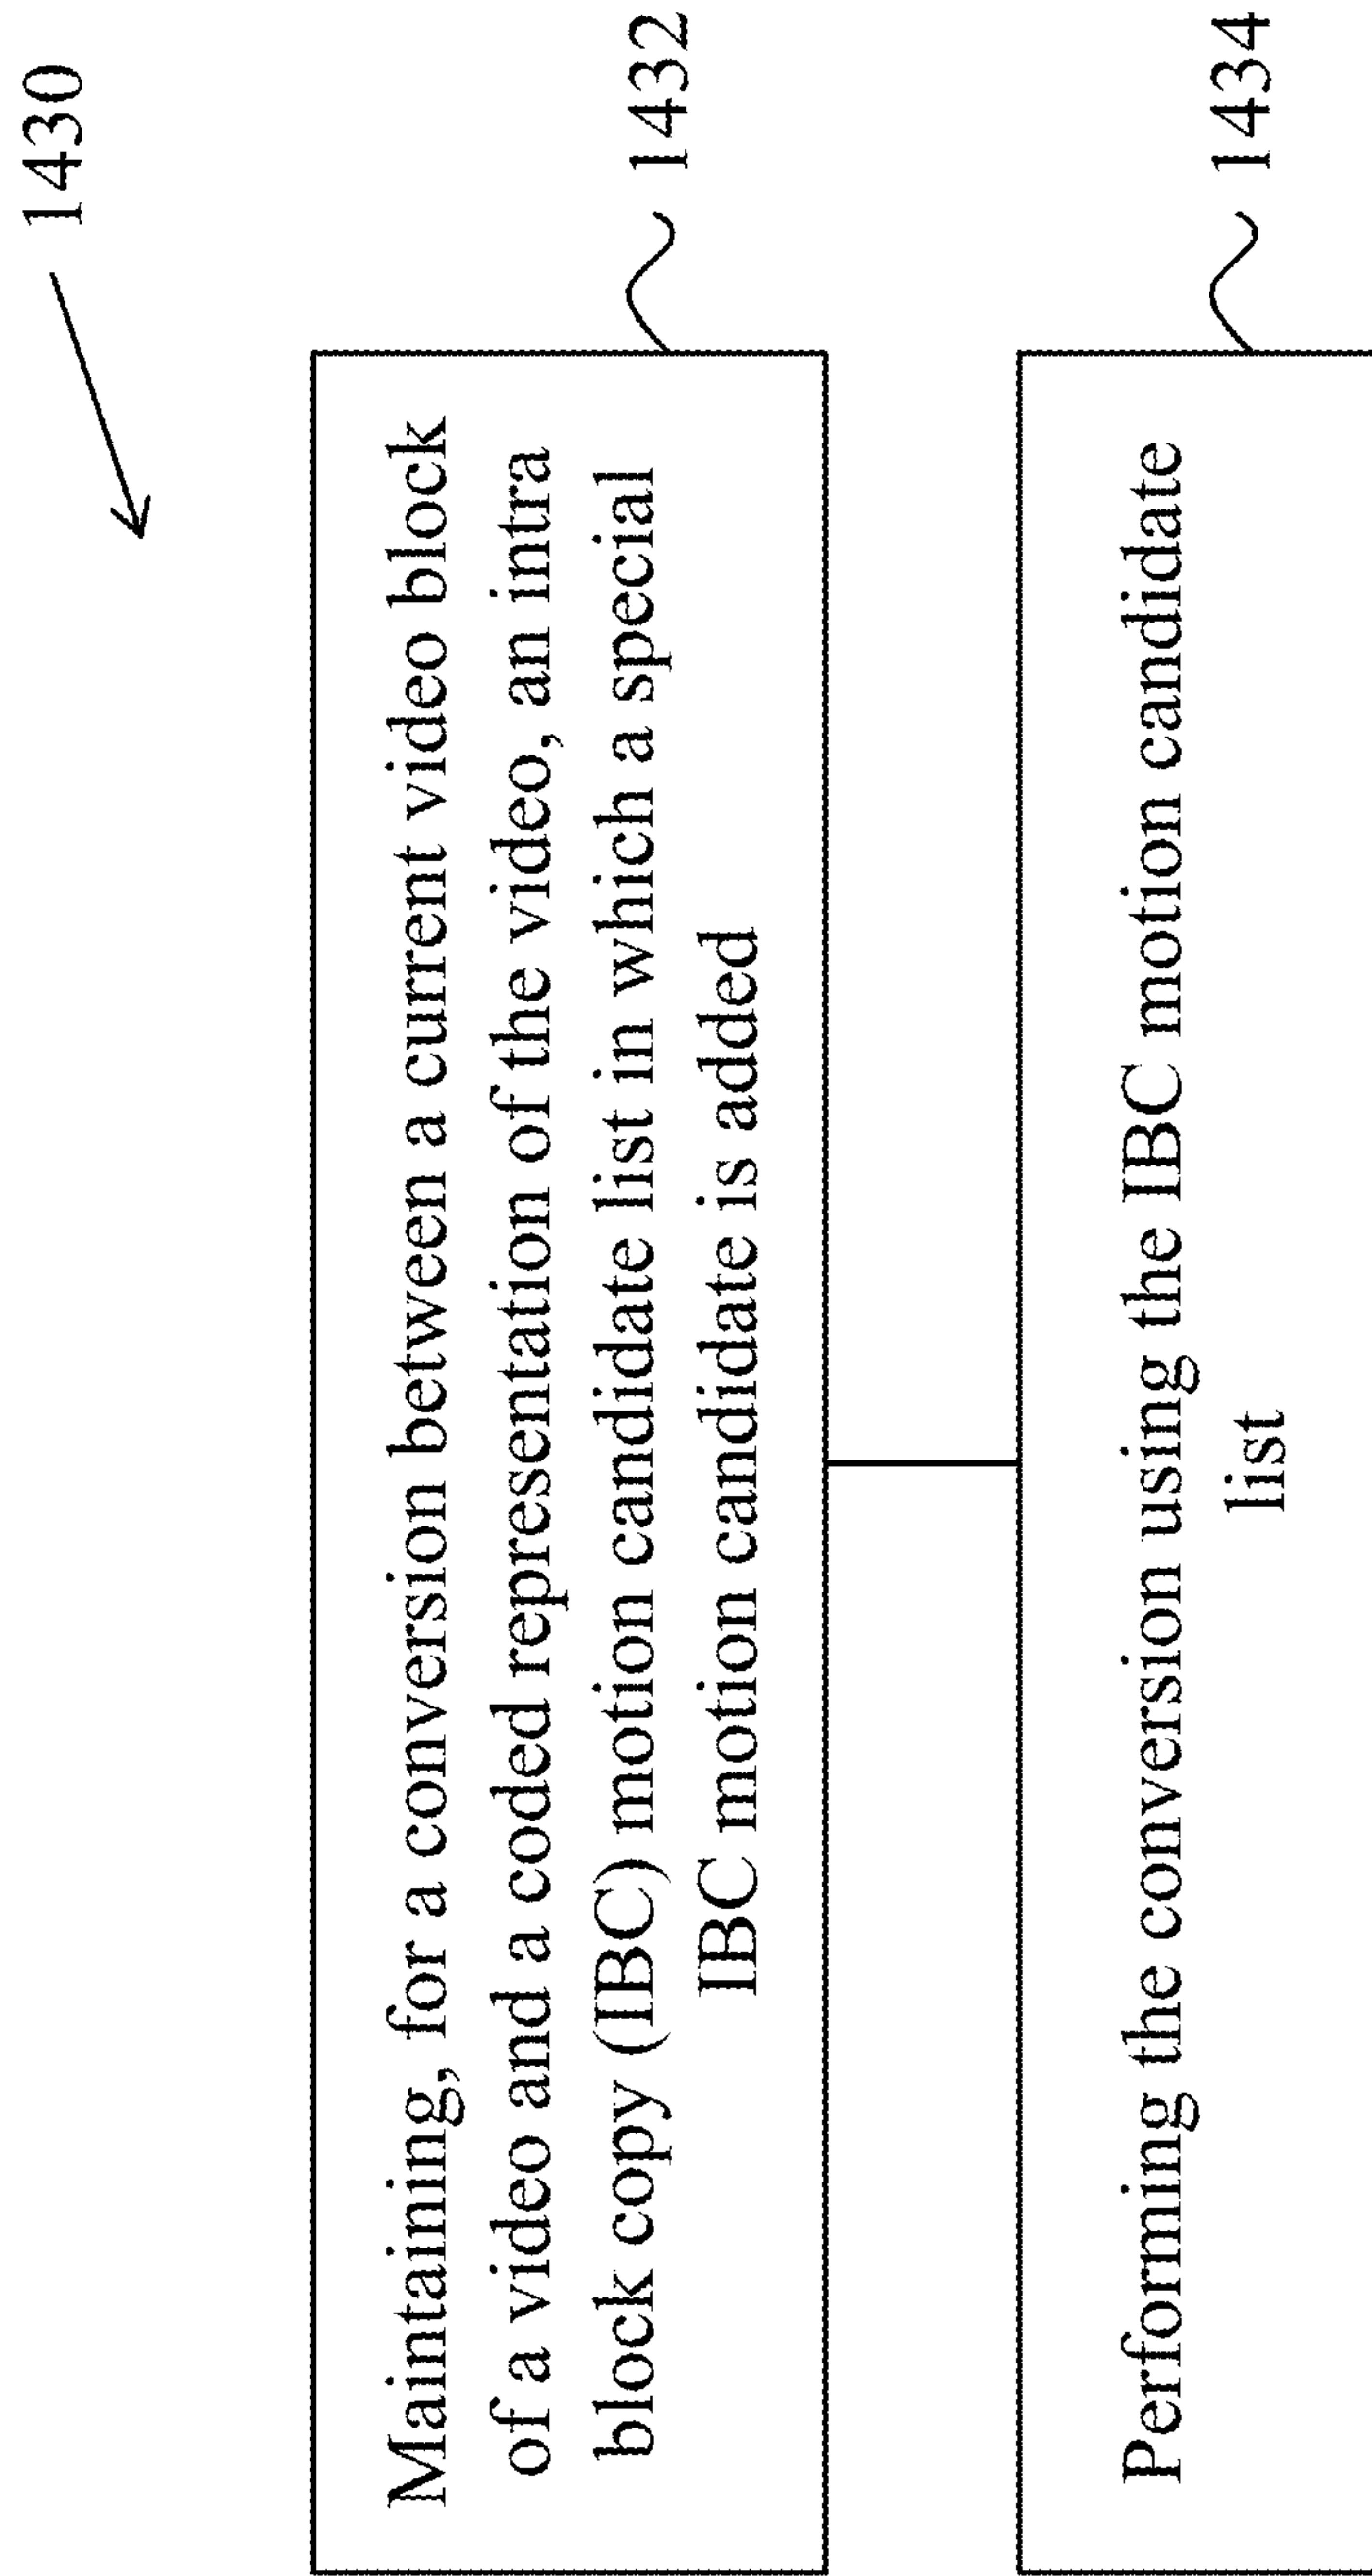 1430
Maintaining, for a conversion between a current video block
of a video and a coded representation of the video, an intra
block copy (IBC) motion candidate list in which a special
IBC motion candidate is added
1432
Performing the conversion using the IBC motion candidate
list
1434